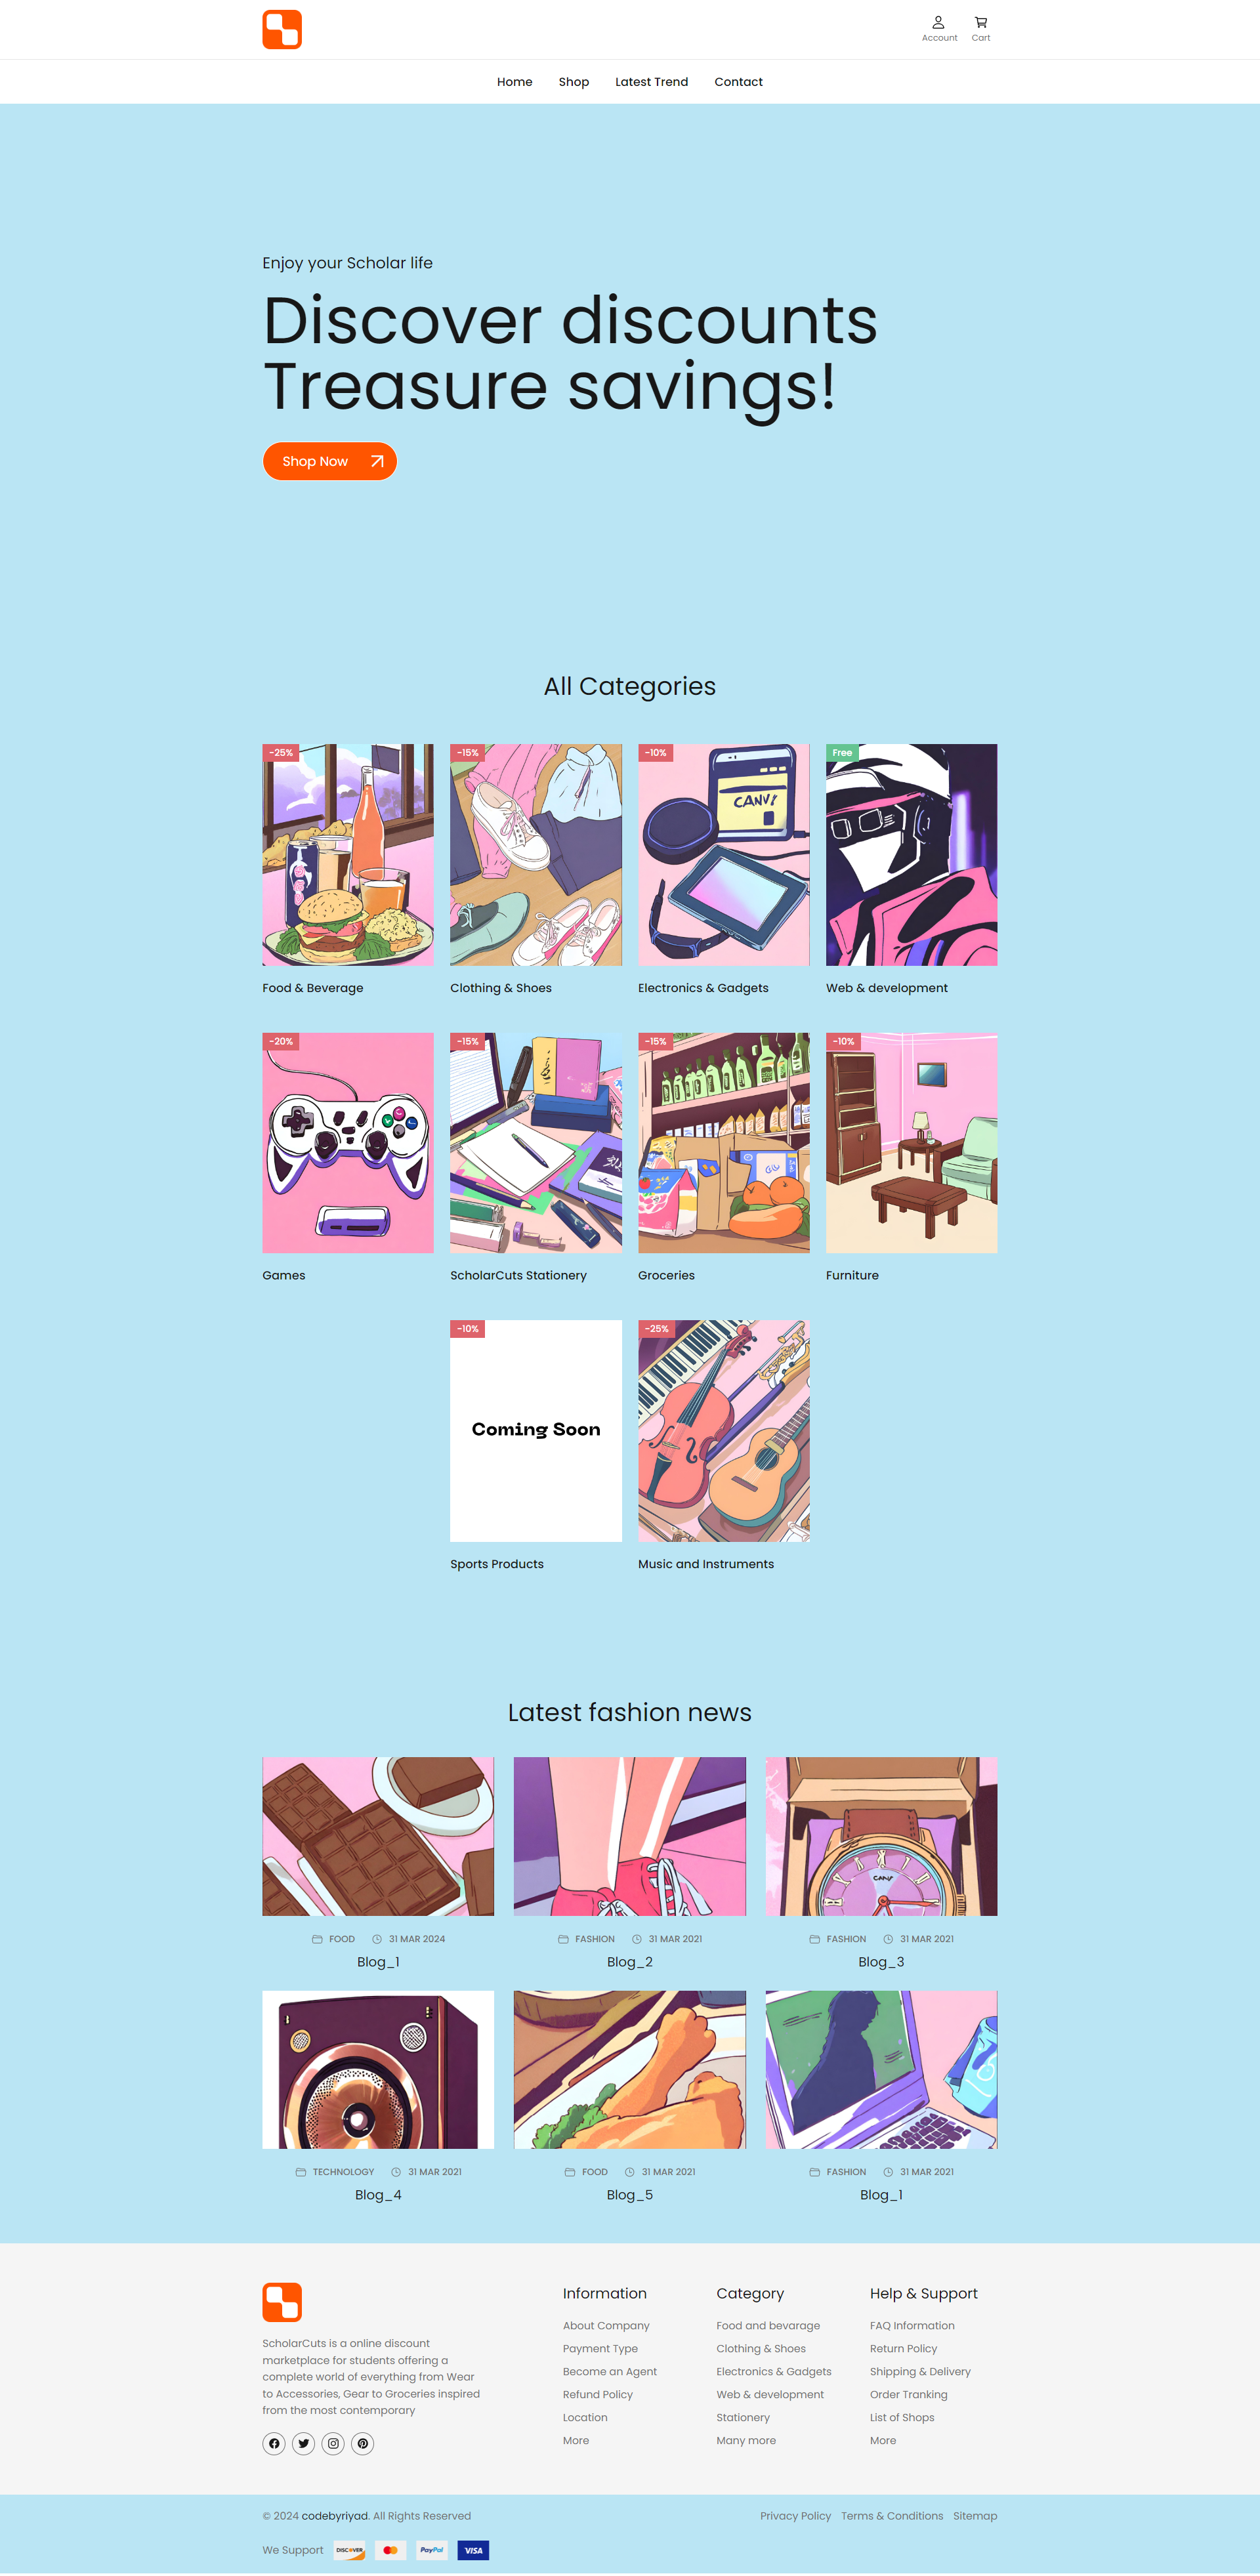 Account
Cart
Home
Shop
Latest Trend
Contact
Enjoy your Scholar life
Discover discounts
Treasure savings!
Shop Now
All Categories
-25%
-15%
-10%
Free
CANV!
Food & Beverage
Clothing & Shoes
Electronics & Gadgets
Web & development
-20%
-15%
-15%
-10%
Games
ScholarCuts Stationery
Groceries
Furniture
-10%
-25%
Coming Soon
Sports Products
Music and Instruments
Latest fashion news
FOOD 31 MAR 2024
Blog_1
FASHION 31 MAR 2021
Blog_2
FASHION 31 MAR 2021
Blog_3
TECHNOLOGY 31 MAR 2021
Blog_4
FOOD 31 MAR 2021
Blog_5
FASHION 31 MAR 2021
Blog_1
ScholarCuts is a online discount
marketplace for students offering a
complete world of everything from Wear
to Accessories, Gear to Groceries inspired
from the most contemporary
Information
About Company
Payment Type
Become an Agent
Refund Policy
Location
More
Category
Food and bevarage
Clothing & Shoes
Electronics & Gadgets
Web & development
Stationery
Many more
Help & Support
FAQ Information
Return Policy
Shipping & Delivery
Order Tranking
List of Shops
More
© 2024 codebyriyad. All Rights Reserved
Privacy Policy
Terms & Conditions
Sitemap
We Support
DISCOVER
PayPal
VISA